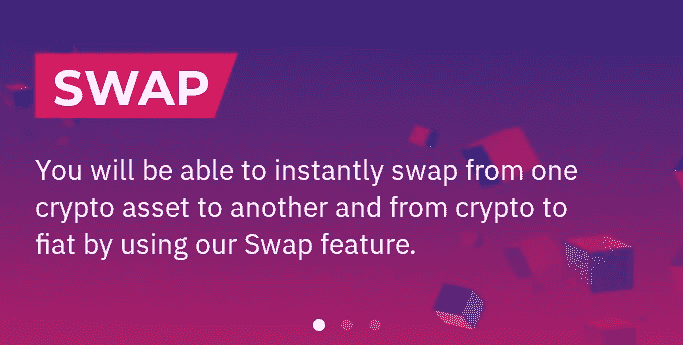 SWAP
You will be able to instantly swap from one
crypto asset to another and from crypto to
fiat by using our Swap feature.